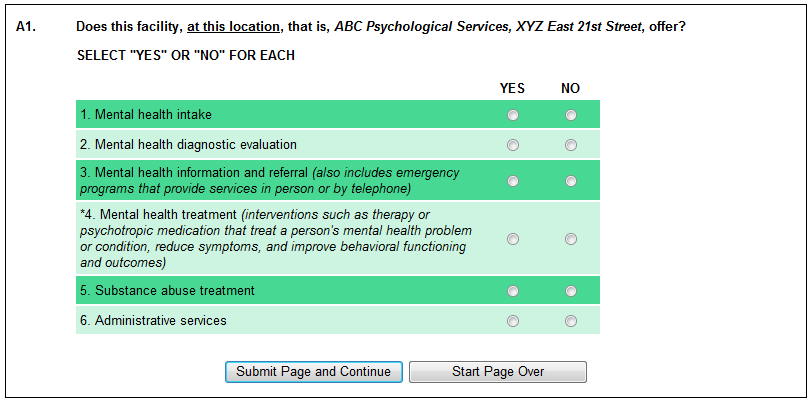 A1. Does this facility, at this location, that is, ABC Psychological Services, XYZ East 21st Street, offer?
SELECT "YES" OR "NO" FOR EACH
YES NO
1. Mental health intake
2. Mental health diagnostic evaluation
3. Mental health information and referral (also includes emergency
programs that provide services in person or by telephone)
*4. Mental health treatment (interventions such as therapy or
psychotropic medication that treat a person's mental health problem
or condition, reduce symptoms, and improve behavioral functioning
and outcomes)
5. Substance abuse treatment
6. Administrative services
Submit Page and Continue Start Page Over